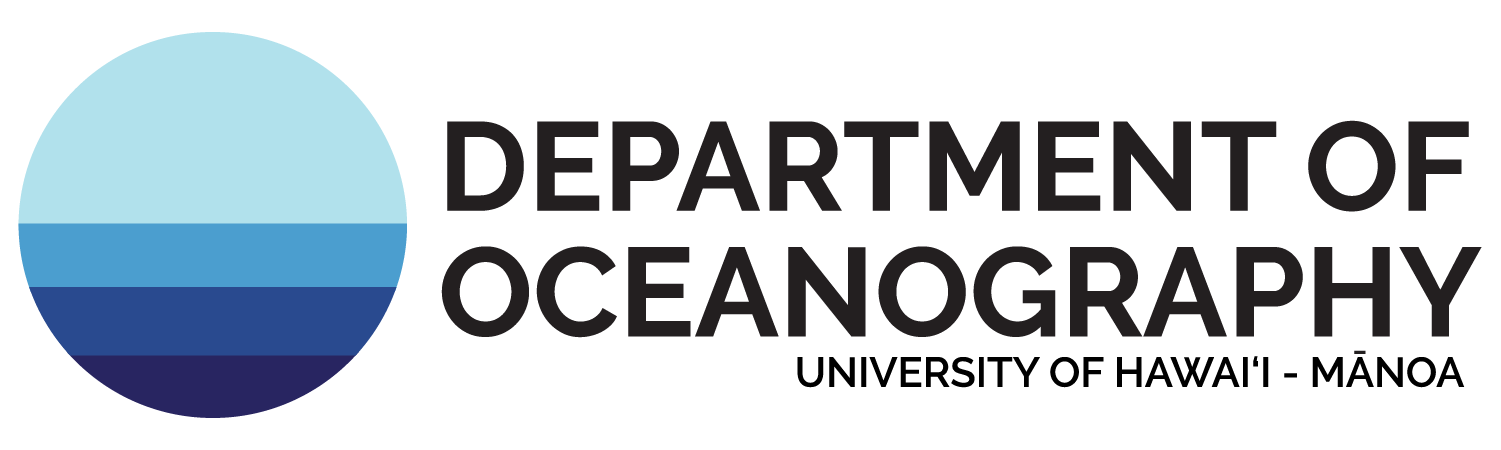 DEPARTMENT OF
OCEANOGRAPHY
UNIVERSITY OF HAWAIʻI - MĀNOA